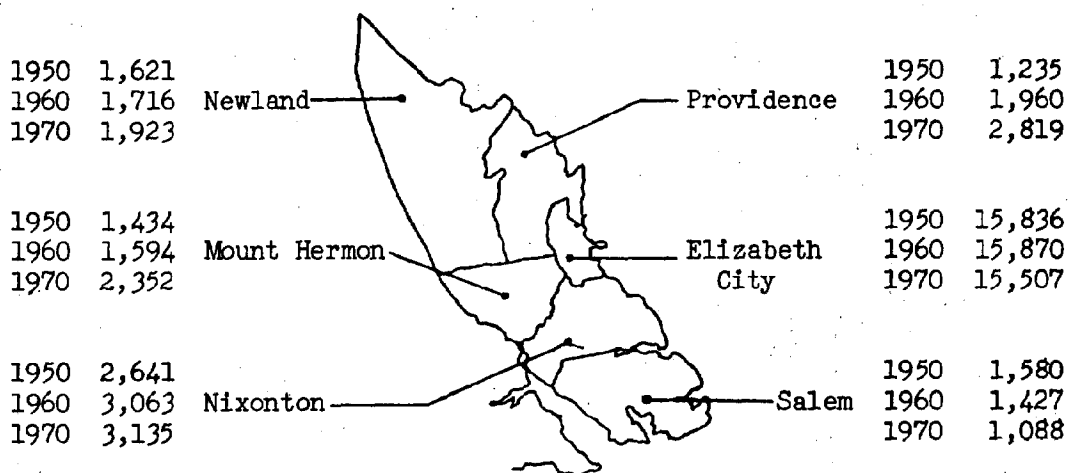 1950 1,621
1960 1,716
1970 1,923
Newland
Providence
1950 1,235
1960 1,960
1970 2,819
1950 1,434
1960 1,594
1970 2,352
Mount Hermon
Elizabeth
City
1950 15,836
1960 15,870
1970 15,507
1950 2,641
1960 3,063
1970 3,135
Nixonton
Salem
1950 1,580
1960 1,427
1970 1,088